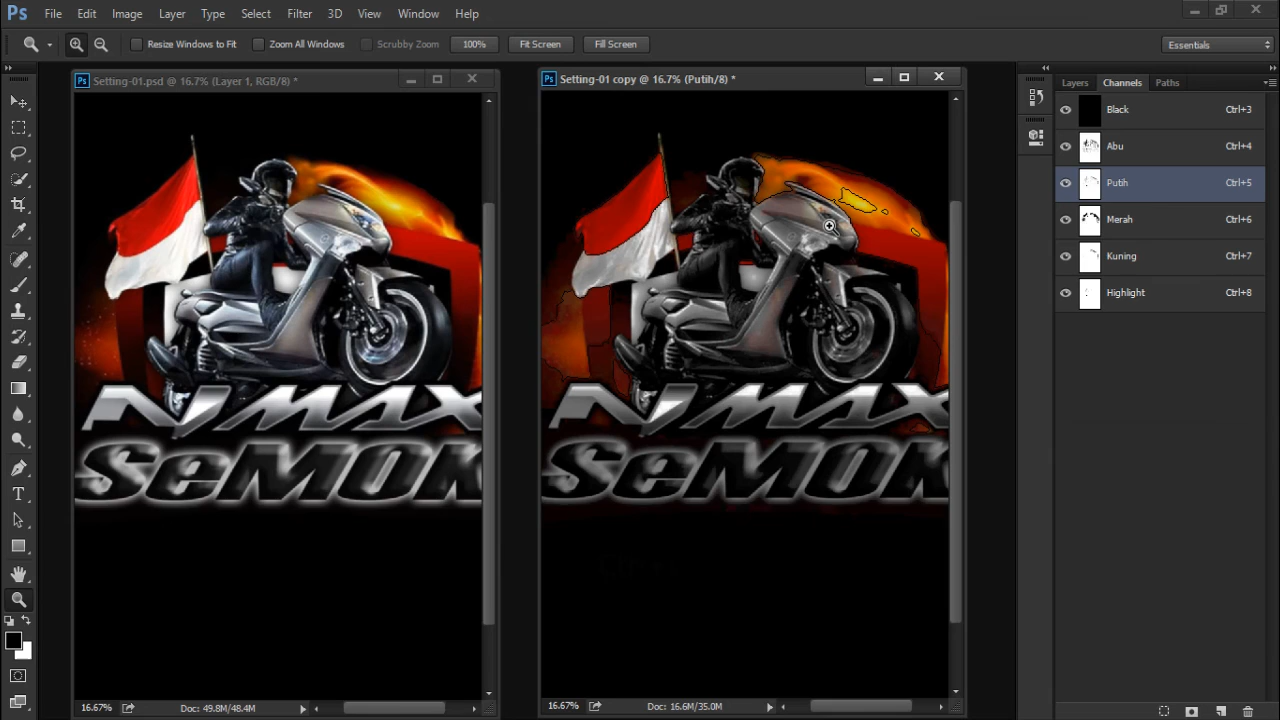 Ps File Edit Image Layer Type Select Filter 3D View Window Help
Resize Windows to Fit Zoom All Windows Scrubby Zoom 100% Fit Screen Fill Screen Essentials
Setting-01.psd @ 16.7% (Layer 1, RGB/8) *
NMAX
SeMOK
16.67% Doc: 49.8M/48.4M
Setting-01 copy @ 16.7% (Putih/8) *
NMAX
SeMOK
16.67% Doc: 16.6M/35.0M
Layers Channels Paths
Black Ctrl+3
Abu Ctrl+4
Putih Ctrl+5
Merah Ctrl+6
Kuning Ctrl+7
Highlight Ctrl+8